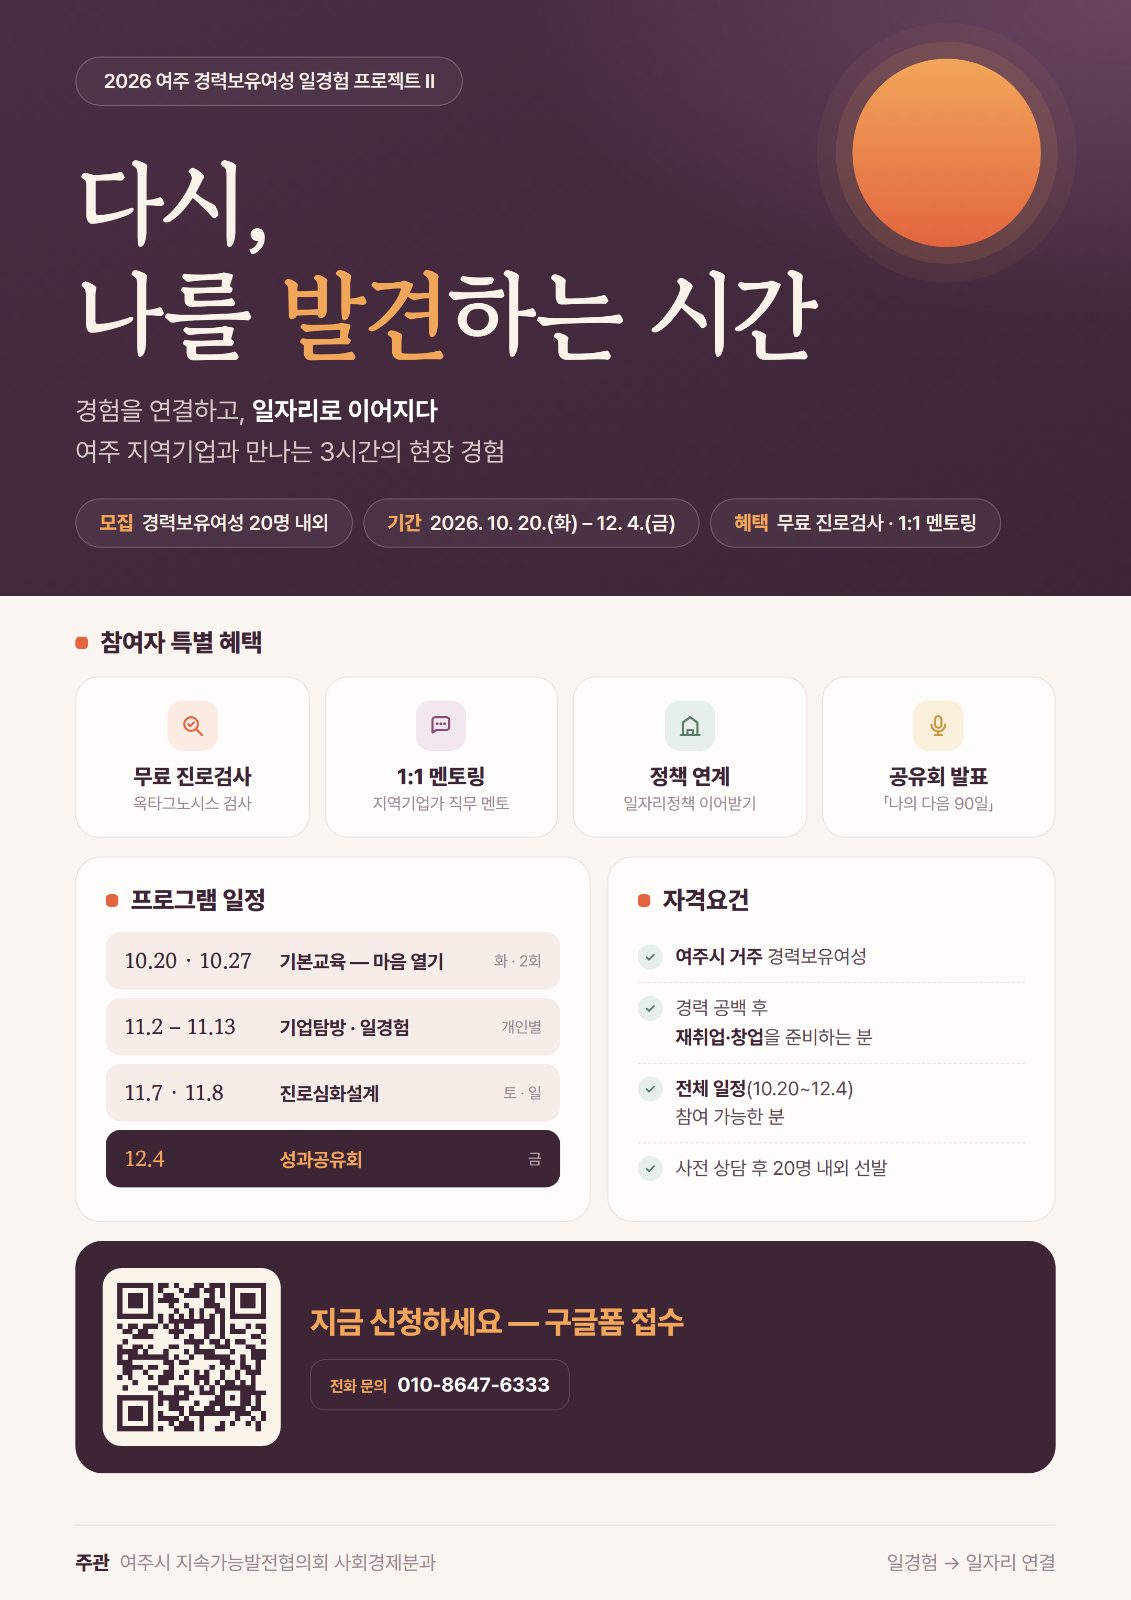 2026 여주 경력보유여성 일경험 프로젝트 II
다시,
나를 발견하는 시간
경험을 연결하고, 일자리로 이어지다
여주 지역기업과 만나는 3시간의 현장 경험
모집 경력보유여성 20명 내외
기간 2026. 10. 20.(화) – 12. 4.(금)
혜택 무료 진로검사 · 1:1 멘토링
참여자 특별 혜택
무료 진로검사
옥타그노시스 검사
1:1 멘토링
지역기업가 직무 멘토
정책 연계
일자리정책 이어받기
공유회 발표
「나의 다음 90일」
프로그램 일정
10.20 · 10.27 기본교육 — 마음 열기 화 · 2회
11.2 – 11.13 기업탐방 · 일경험 개인별
11.7 · 11.8 진로심화설계 토 · 일
12.4 성과공유회 금
자격요건
여주시 거주 경력보유여성
경력 공백 후
재취업·창업을 준비하는 분
전체 일정(10.20~12.4)
참여 가능한 분
사전 상담 후 20명 내외 선발
지금 신청하세요 — 구글폼 접수
전화 문의 010-8647-6333
주관 여주시 지속가능발전협의회 사회경제분과
일경험 → 일자리 연결